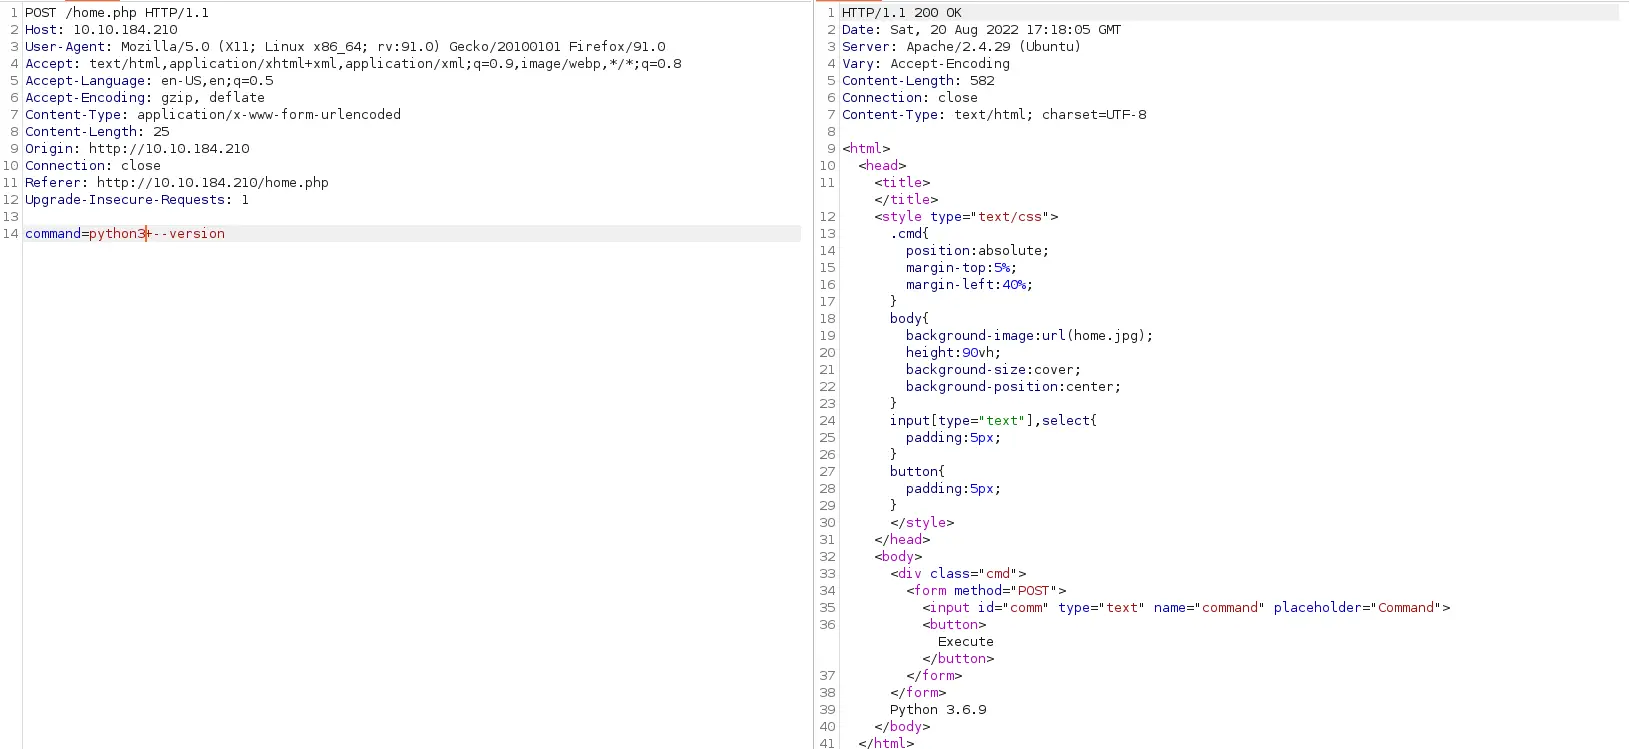 1 POST /home.php HTTP/1.1
2 Host: 10.10.184.210
3 User-Agent: Mozilla/5.0 (X11; Linux x86_64; rv:91.0) Gecko/20100101 Firefox/91.0
4 Accept: text/html,application/xhtml+xml,application/xml;q=0.9,image/webp,*/*;q=0.8
5 Accept-Language: en-US,en;q=0.5
6 Accept-Encoding: gzip, deflate
7 Content-Type: application/x-www-form-urlencoded
8 Content-Length: 25
9 Origin: http://10.10.184.210
10 Connection: close
11 Referer: http://10.10.184.210/home.php
12 Upgrade-Insecure-Requests: 1
13
14 command=python3+--version
1 HTTP/1.1 200 OK
2 Date: Sat, 20 Aug 2022 17:18:05 GMT
3 Server: Apache/2.4.29 (Ubuntu)
4 Vary: Accept-Encoding
5 Content-Length: 582
6 Connection: close
7 Content-Type: text/html; charset=UTF-8
8
9 <html>
10 <head>
11 <title>
</title>
12 <style type="text/css">
13 .cmd{
14 position:absolute;
15 margin-top:5%;
16 margin-left:40%;
17 }
18 body{
19 background-image:url(home.jpg);
20 height:90vh;
21 background-size:cover;
22 background-position:center;
23 }
24 input[type="text"],select{
25 padding:5px;
26 }
27 button{
28 padding:5px;
29 }
30 </style>
31 </head>
32 <body>
33 <div class="cmd">
34 <form method="POST">
35 <input id="comm" type="text" name="command" placeholder="Command">
36 <button>
Execute
</button>
37 </form>
38 </form>
39 Python 3.6.9
40 </body>
41 </html>